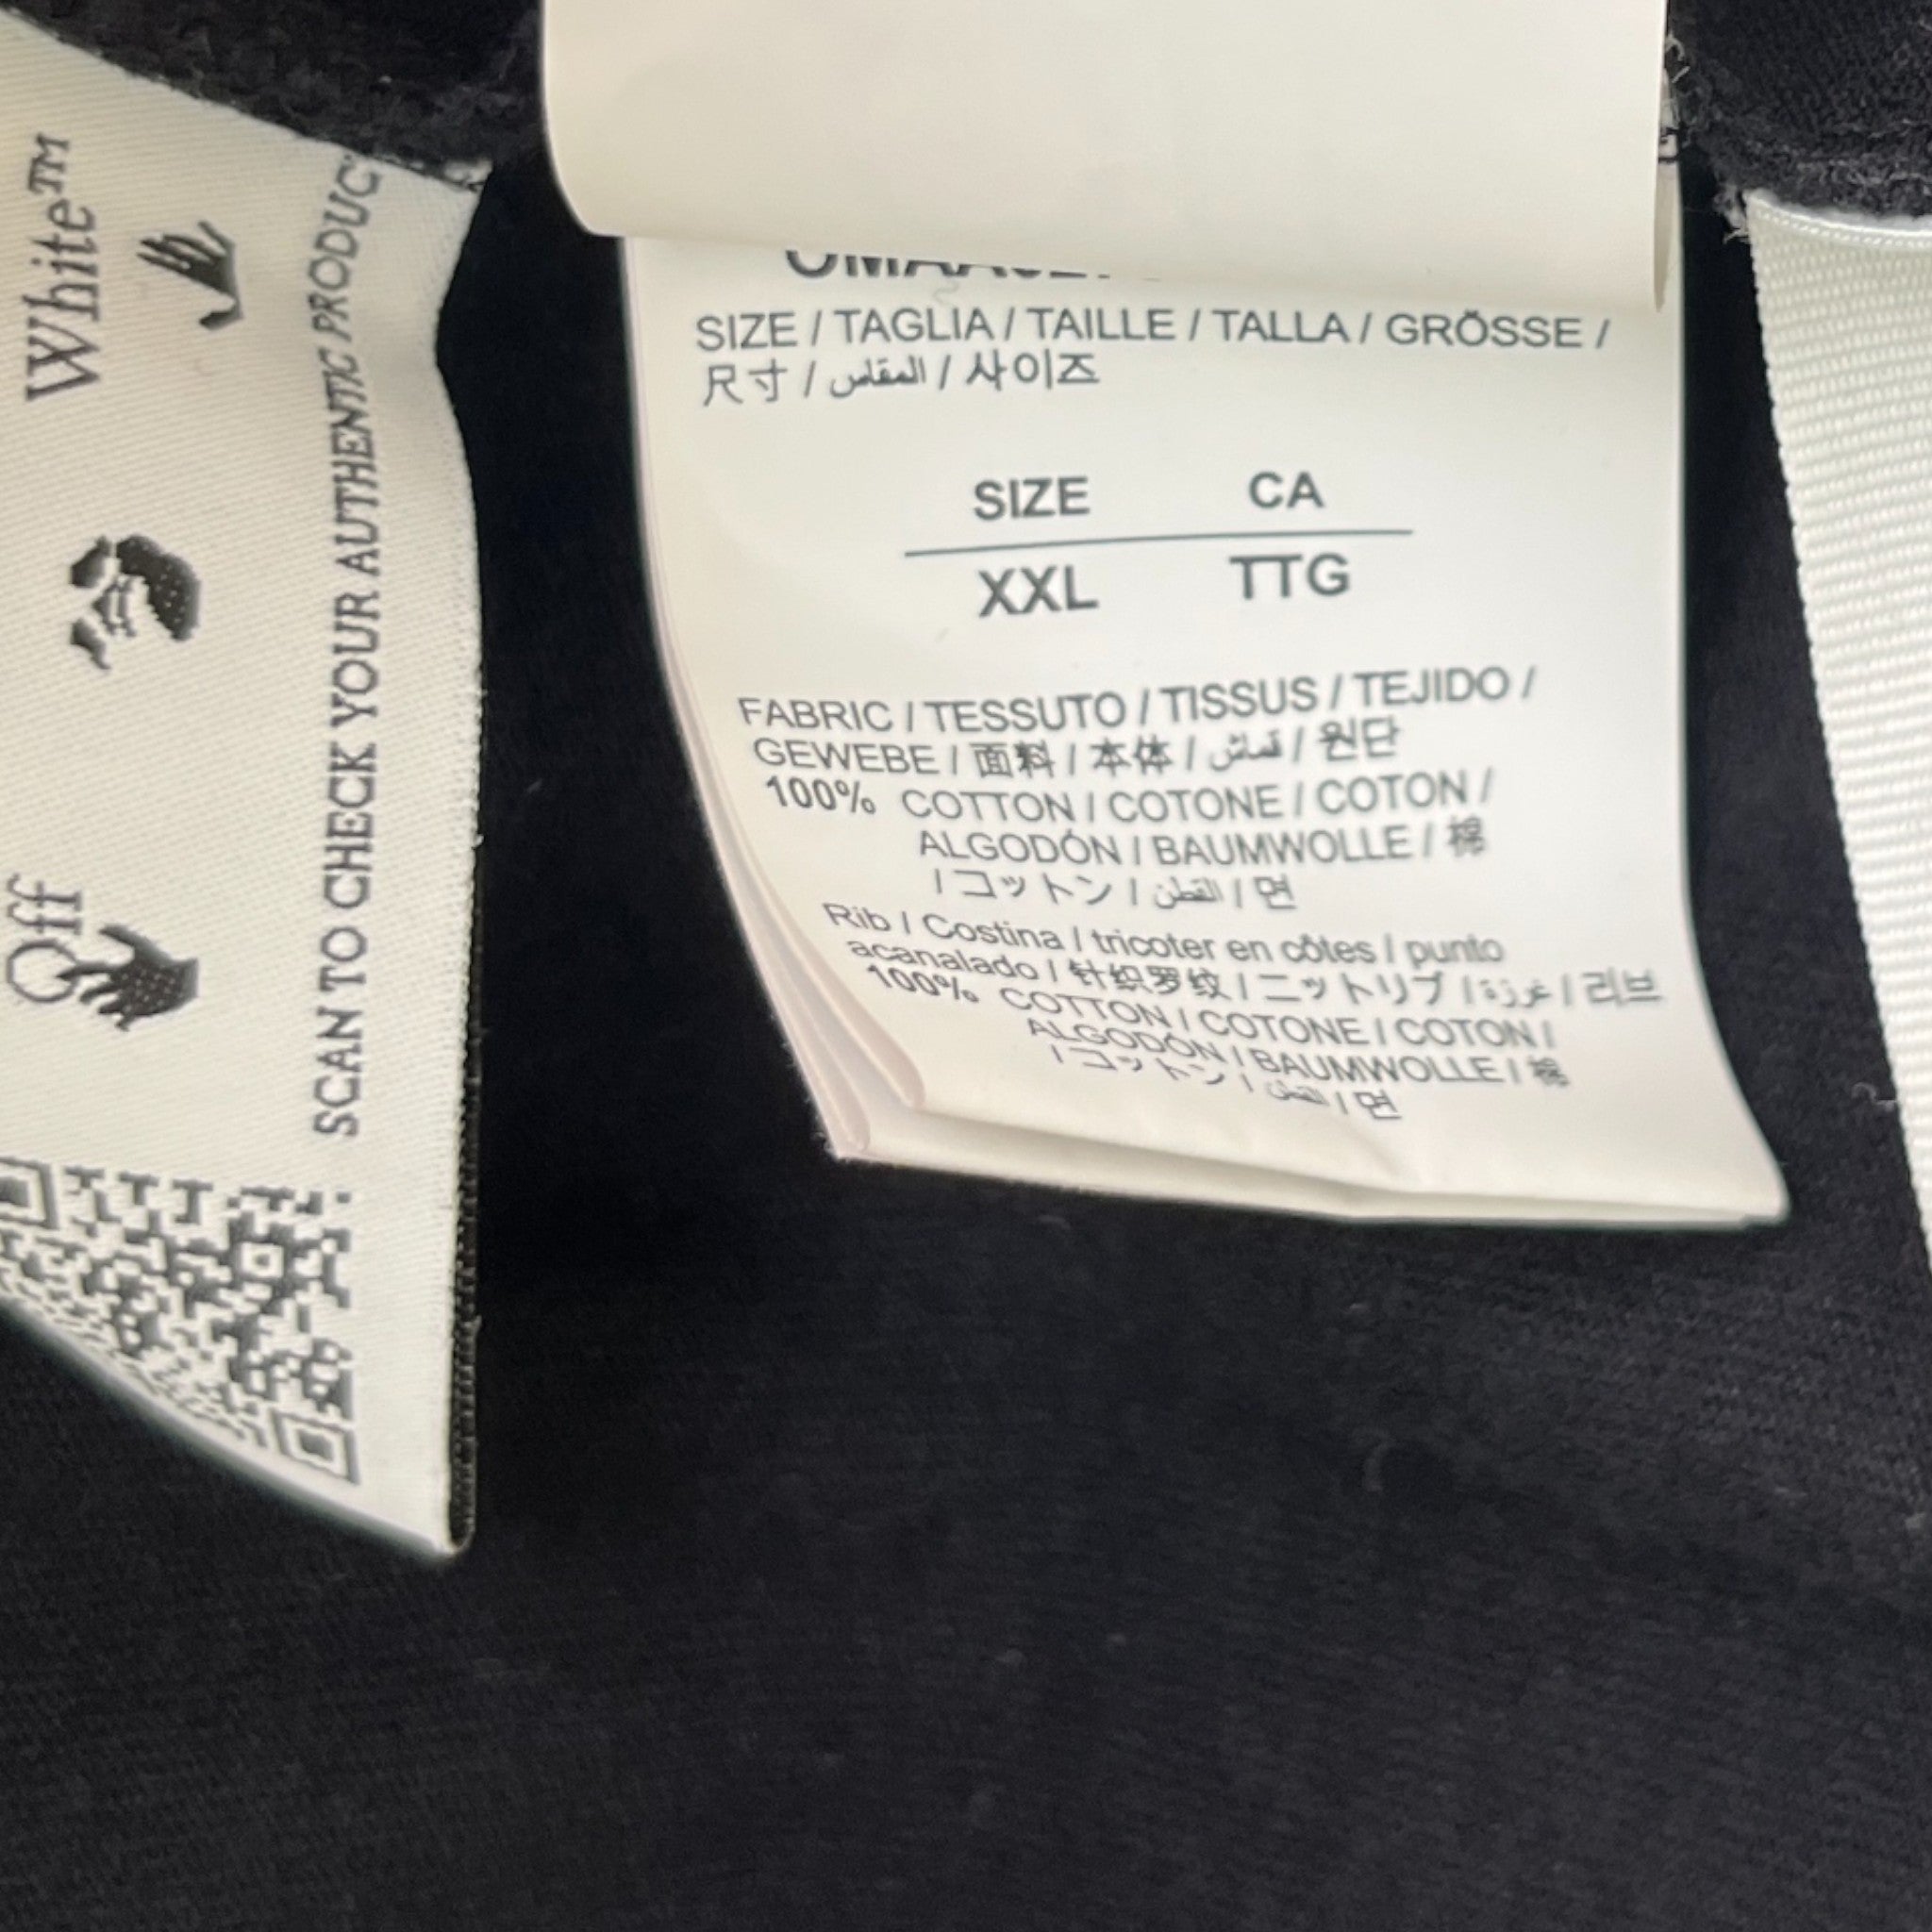 Off White™
SCAN TO CHECK YOUR AUTHENTIC PRODUC
SIZE / TAGLIA / TAILLE / TALLA / GRÖSSE /
尺寸 / المقاس / 사이즈
SIZE CA
XXL TTG
FABRIC / TESSUTO / TISSUS / TEJIDO /
GEWEBE / 面料 / 本体 / قماش / 원단
100% COTTON / COTONE / COTON /
ALGODÓN / BAUMWOLLE / 棉
/ コットン / القطن / 면
Rib / Costina / tricoter en côtes / punto
acanalado / 针织罗纹 / ニットリブ / غرزة / 리브
100% COTTON / COTONE / COTON /
ALGODÓN / BAUMWOLLE / 棉
/ コットン / القطن / 면